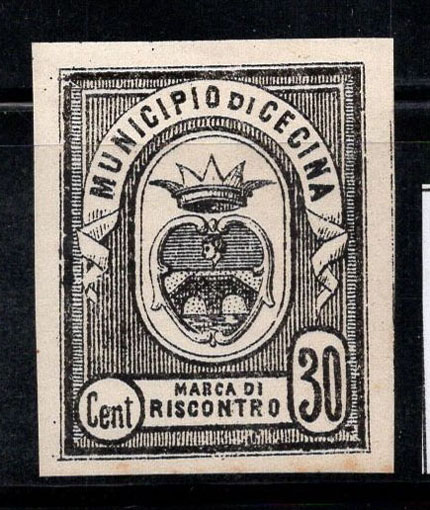 MUNICIPIO DI CECINA
Cent
MARCA DI
RISCONTRO
30